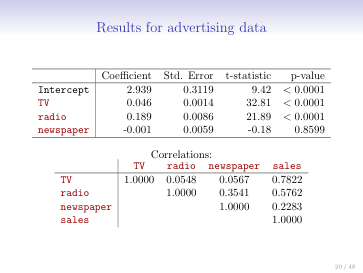 Results for advertising data
Coefficient Std. Error t-statistic p-value
Intercept 2.939 0.3119 9.42 < 0.0001
TV 0.046 0.0014 32.81 < 0.0001
radio 0.189 0.0086 21.89 < 0.0001
newspaper -0.001 0.0059 -0.18 0.8599
Correlations:
TV radio newspaper sales
TV 1.0000 0.0548 0.0567 0.7822
radio 1.0000 0.3541 0.5762
newspaper 1.0000 0.2283
sales 1.0000
20 / 48